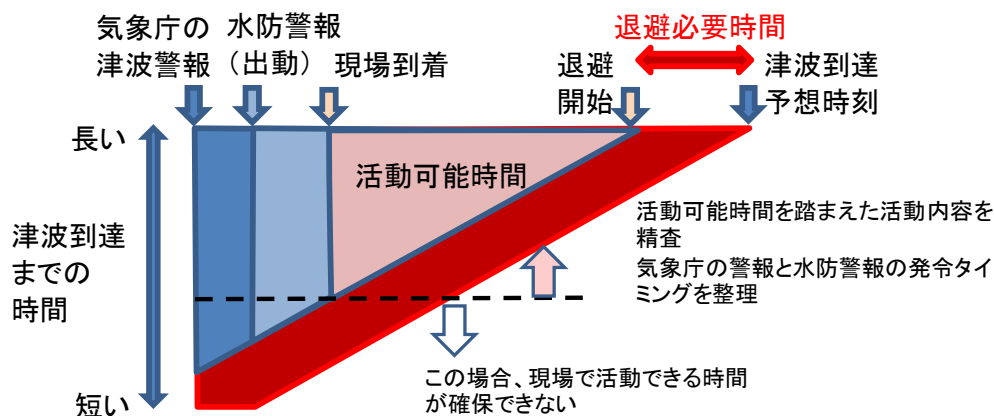 気象庁の
津波警報
水防警報
（出動）
現場到着
退避必要時間
退避
開始
津波到達
予想時刻
長い
活動可能時間
津波到達
までの
時間
活動可能時間を踏まえた活動内容を
精査
気象庁の警報と水防警報の発令タイ
ミングを整理
この場合、現場で活動できる時間
が確保できない
短い